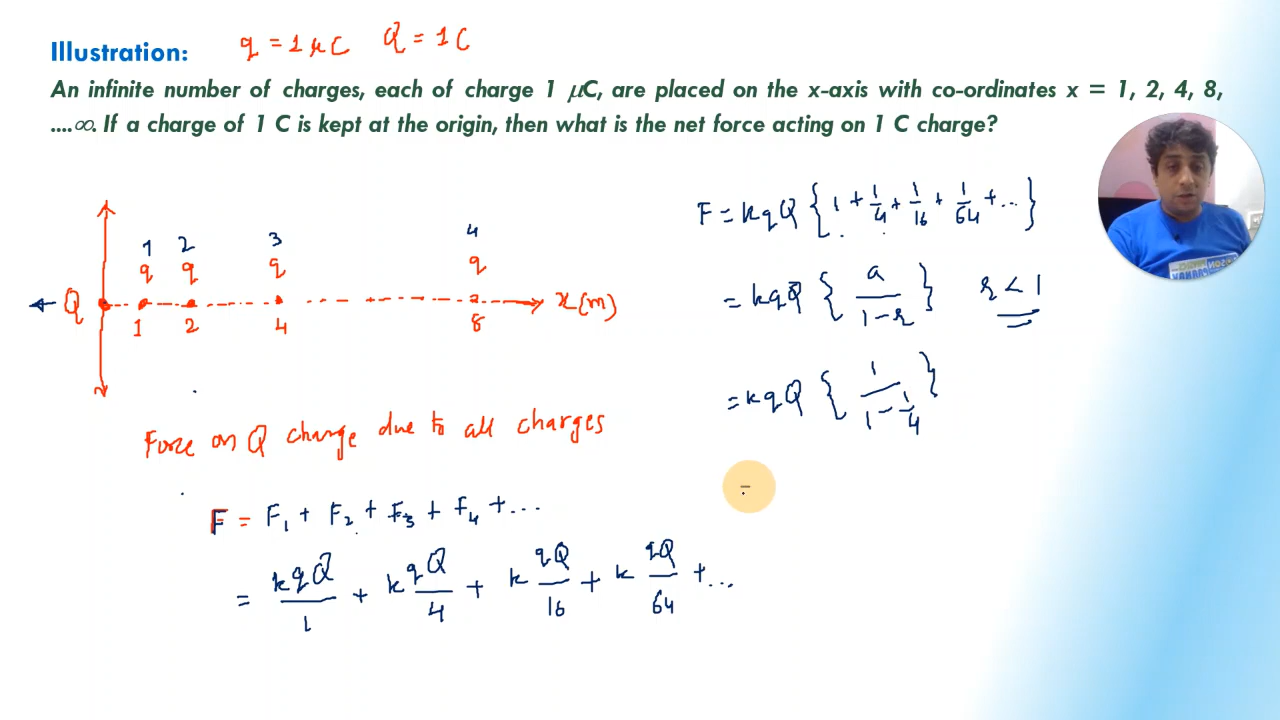 Illustration: q = 1 μC Q = 1 C
An infinite number of charges, each of charge 1 μC, are placed on the x-axis with co-ordinates x = 1, 2, 4, 8,
....∞. If a charge of 1 C is kept at the origin, then what is the net force acting on 1 C charge?
1 2 3 4
q q q q
Q x(m)
1 2 4 8
Force on Q charge due to all charges
F = F₁ + F₂ + F₃ + F₄ + ...
= kqQ/1 + k qQ/4 + k qQ/16 + k qQ/64 + ...
F = kqQ { 1 + 1/4 + 1/16 + 1/64 + ... }
= kqQ { a/(1-r) } r < 1
= kqQ { 1/(1 - 1/4) }
=